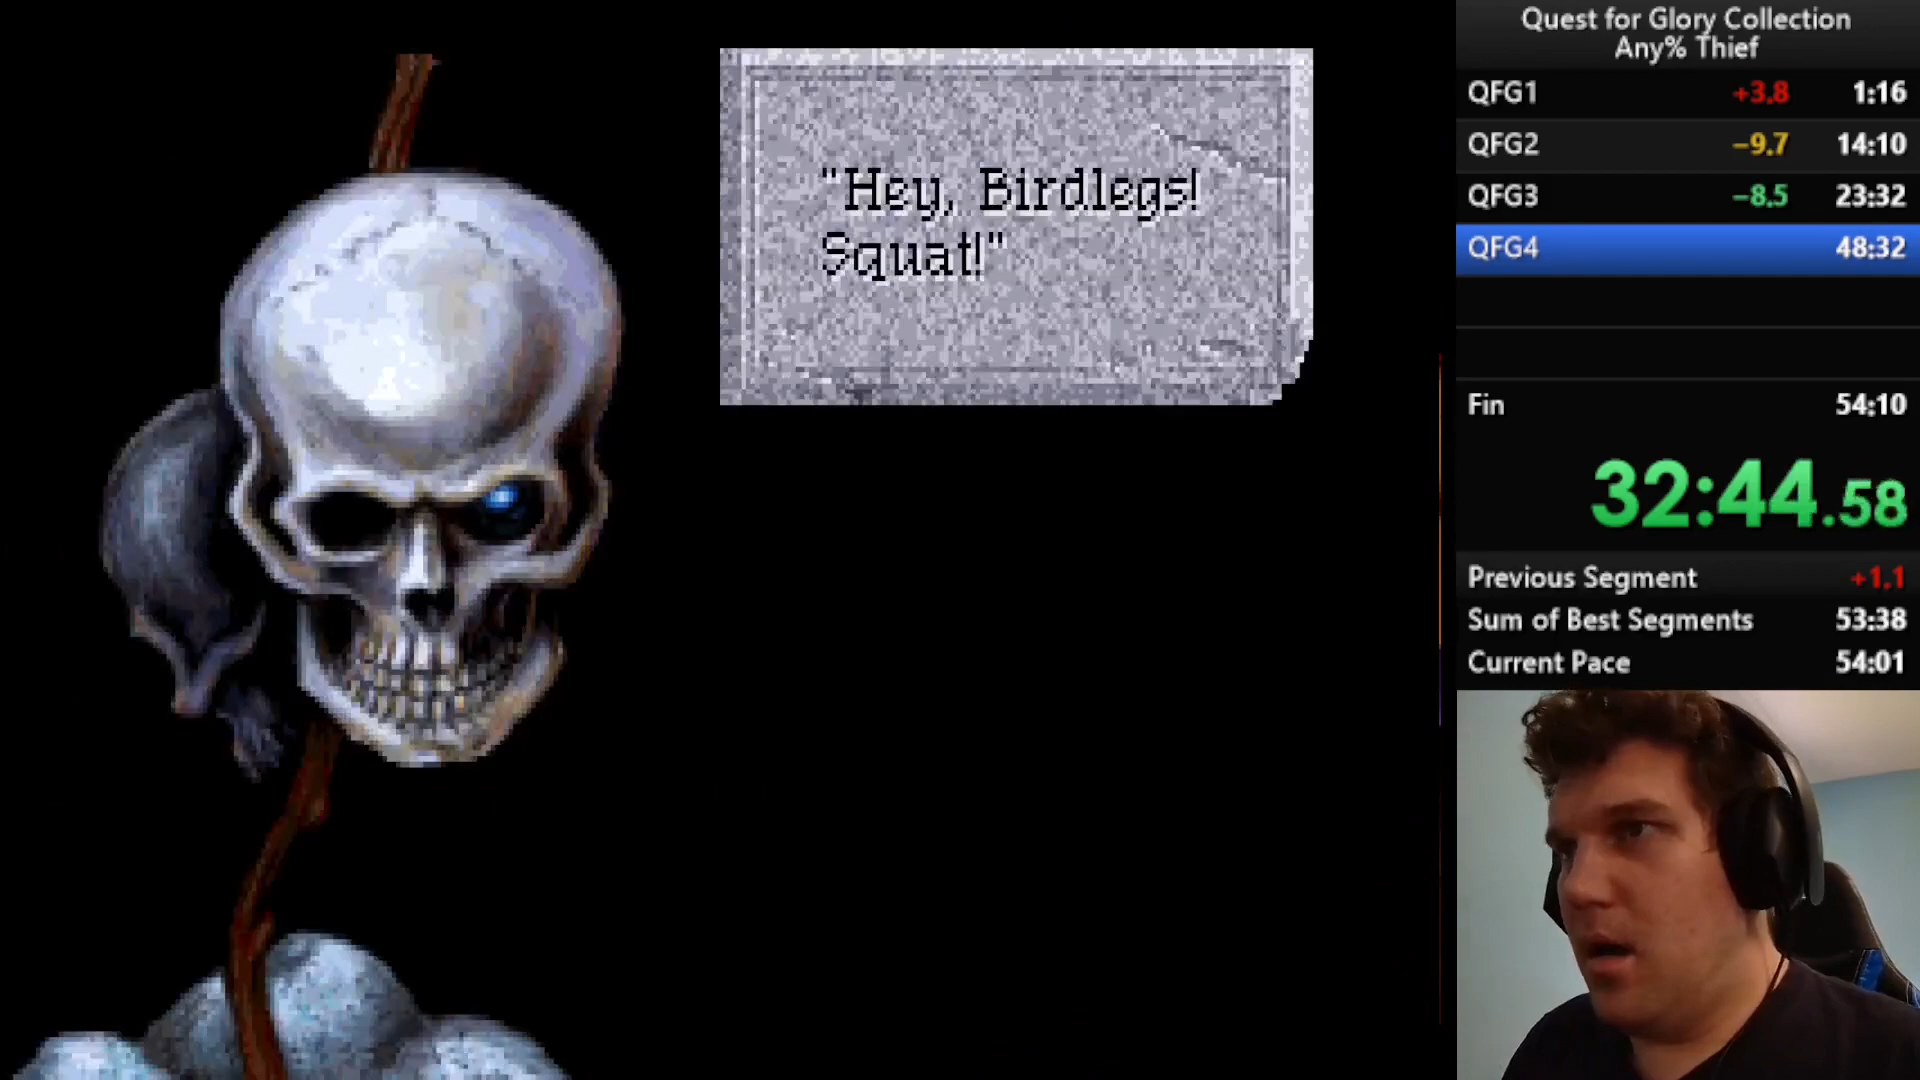 "Hey, Birdlegs!
Squat!"
Quest for Glory Collection
Any% Thief
QFG1 +3.8 1:16
QFG2 −9.7 14:10
QFG3 −8.5 23:32
QFG4 48:32
Fin 54:10
32:44.58
Previous Segment +1.1
Sum of Best Segments 53:38
Current Pace 54:01